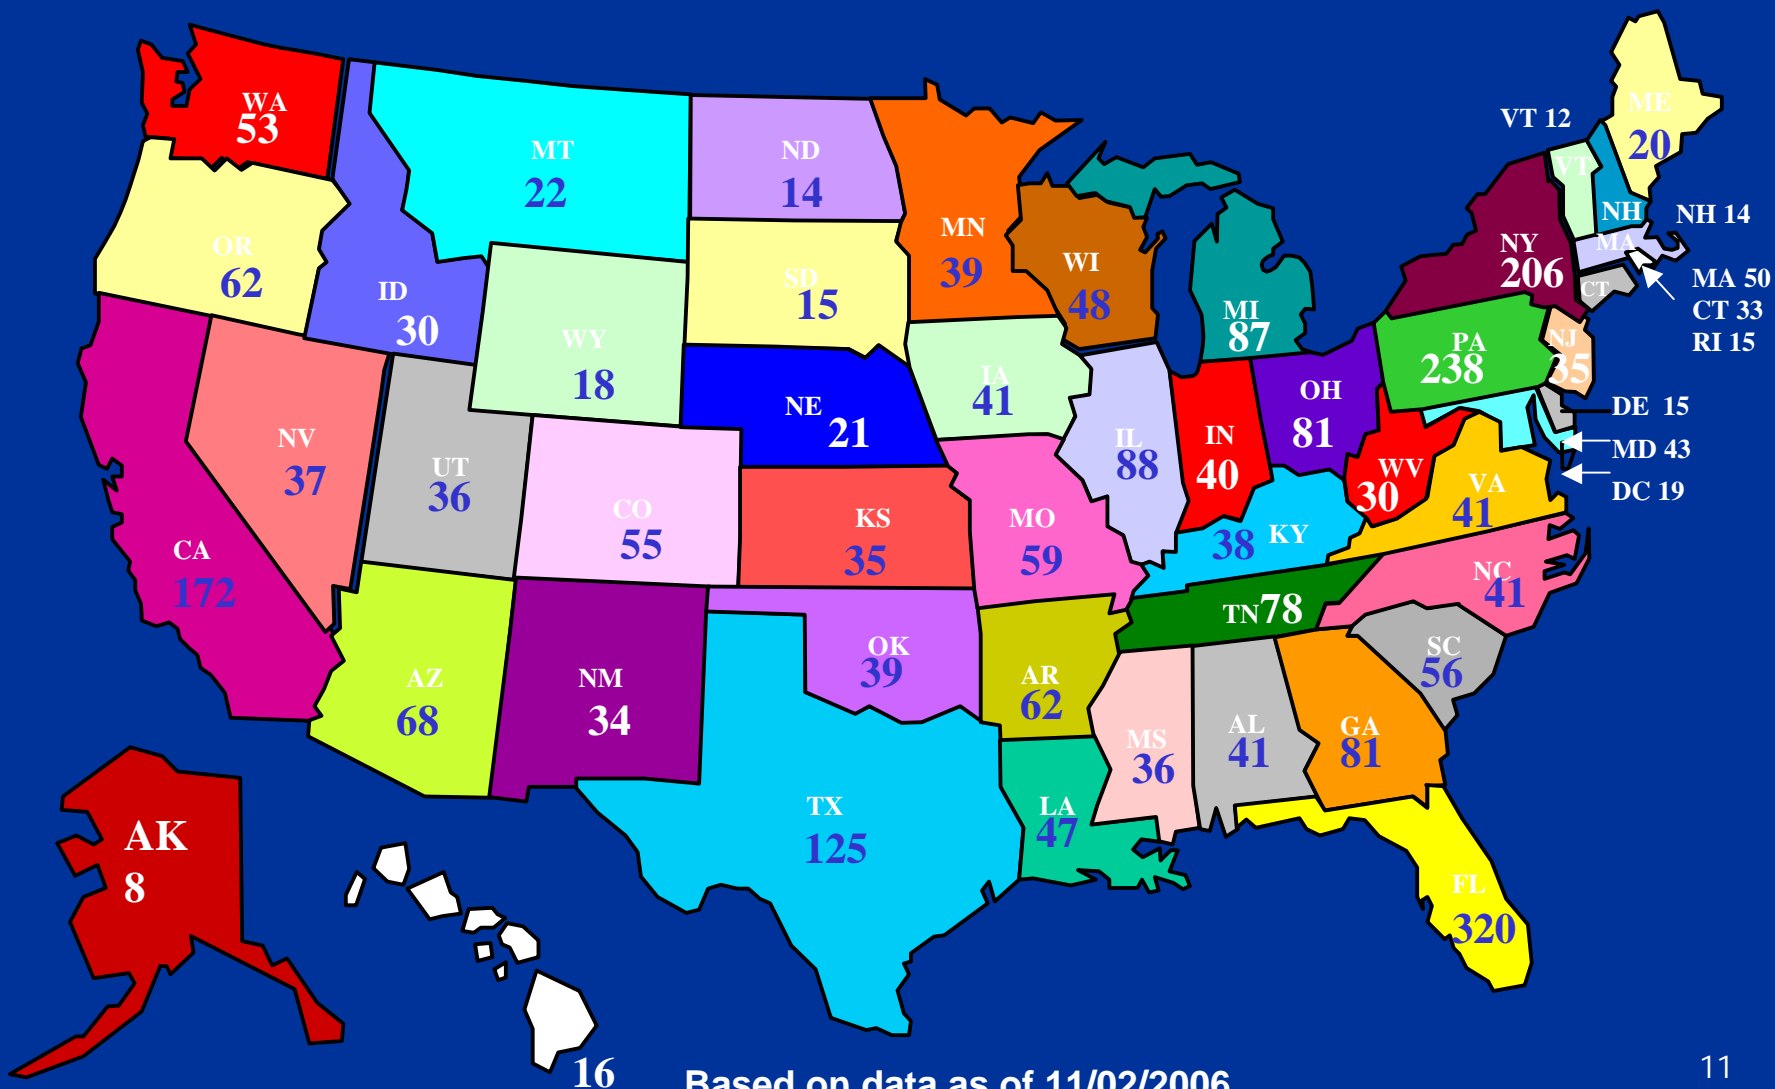 WA
53
MT
22
ND
14
MN
39
VT 12
ME
20
VT
NH
NH 14
OR
62
ID
30
SD
15
WI
48
MI
87
NY
206
MA
CT
MA 50
CT 33
RI 15
WY
18
NE
21
IA
41
IL
88
IN
40
OH
81
PA
238
NJ
35
DE 15
MD 43
DC 19
NV
37
UT
36
CO
55
KS
35
MO
59
KY
38
WV
30
VA
41
CA
172
AZ
68
NM
34
OK
39
AR
62
TN78
NC
41
SC
56
MS
36
AL
41
GA
81
TX
125
LA
47
FL
320
AK
8
16
Based on data as of 11/02/2006
11